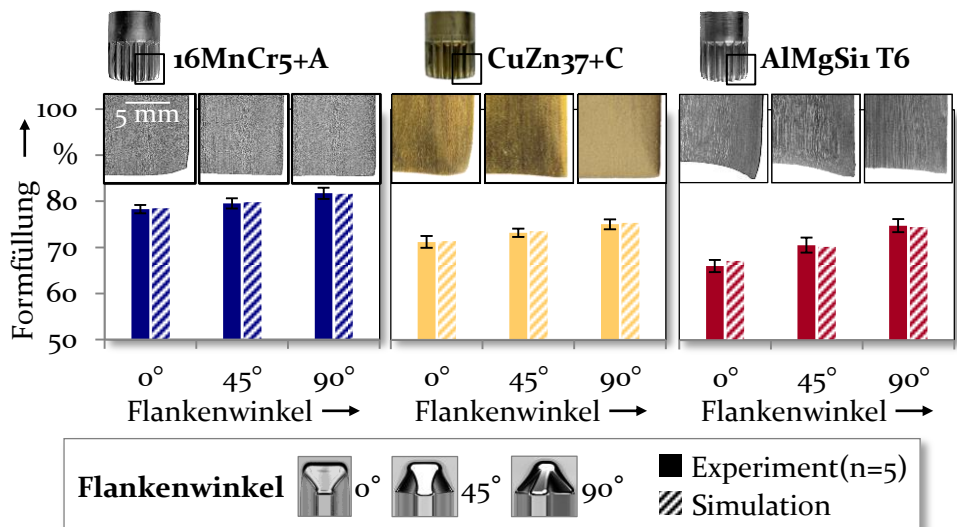 16MnCr5+A
CuZn37+C
AlMgSi1 T6
Formfüllung
100
%
80
70
60
50
5 mm
0° 45° 90°
Flankenwinkel
0° 45° 90°
Flankenwinkel
0° 45° 90°
Flankenwinkel
Flankenwinkel 0° 45° 90°
Experiment(n=5)
Simulation